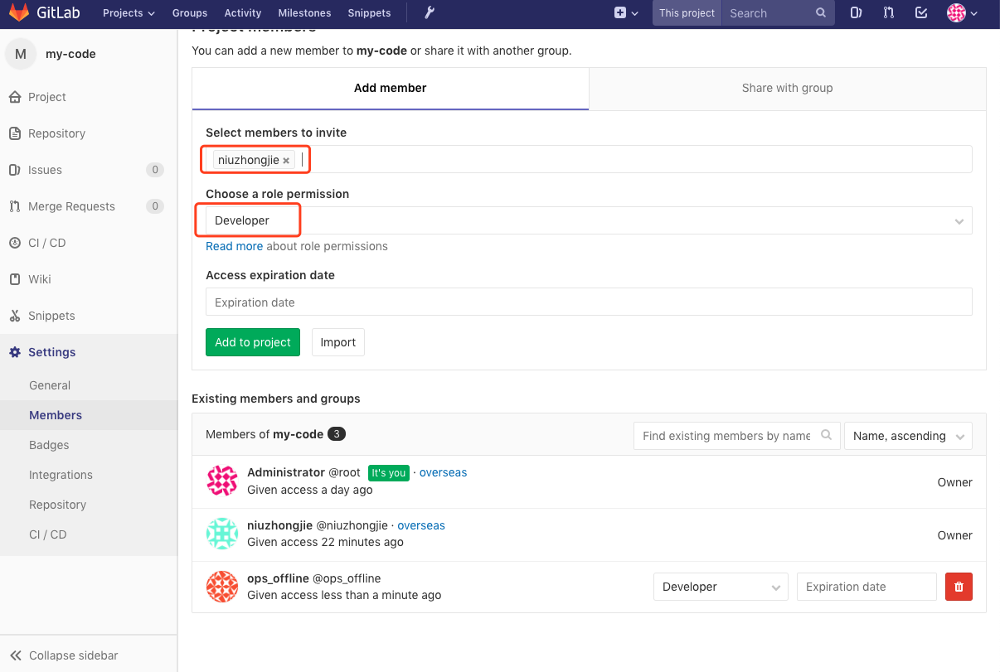 GitLab Projects Groups Activity Milestones Snippets This project Search
Project members
M my-code
You can add a new member to my-code or share it with another group.
Add member Share with group
Project
Repository
Issues 0
Merge Requests 0
CI / CD
Wiki
Snippets
Settings
General
Members
Badges
Integrations
Repository
CI / CD
Collapse sidebar
Select members to invite
niuzhongjie ×
Choose a role permission
Developer
Read more about role permissions
Access expiration date
Expiration date
Add to project Import
Existing members and groups
Members of my-code 3 Find existing members by name Name, ascending
Administrator @root It's you · overseas
Given access a day ago
Owner
niuzhongjie @niuzhongjie · overseas
Given access 22 minutes ago
Owner
ops_offline @ops_offline
Given access less than a minute ago
Developer Expiration date